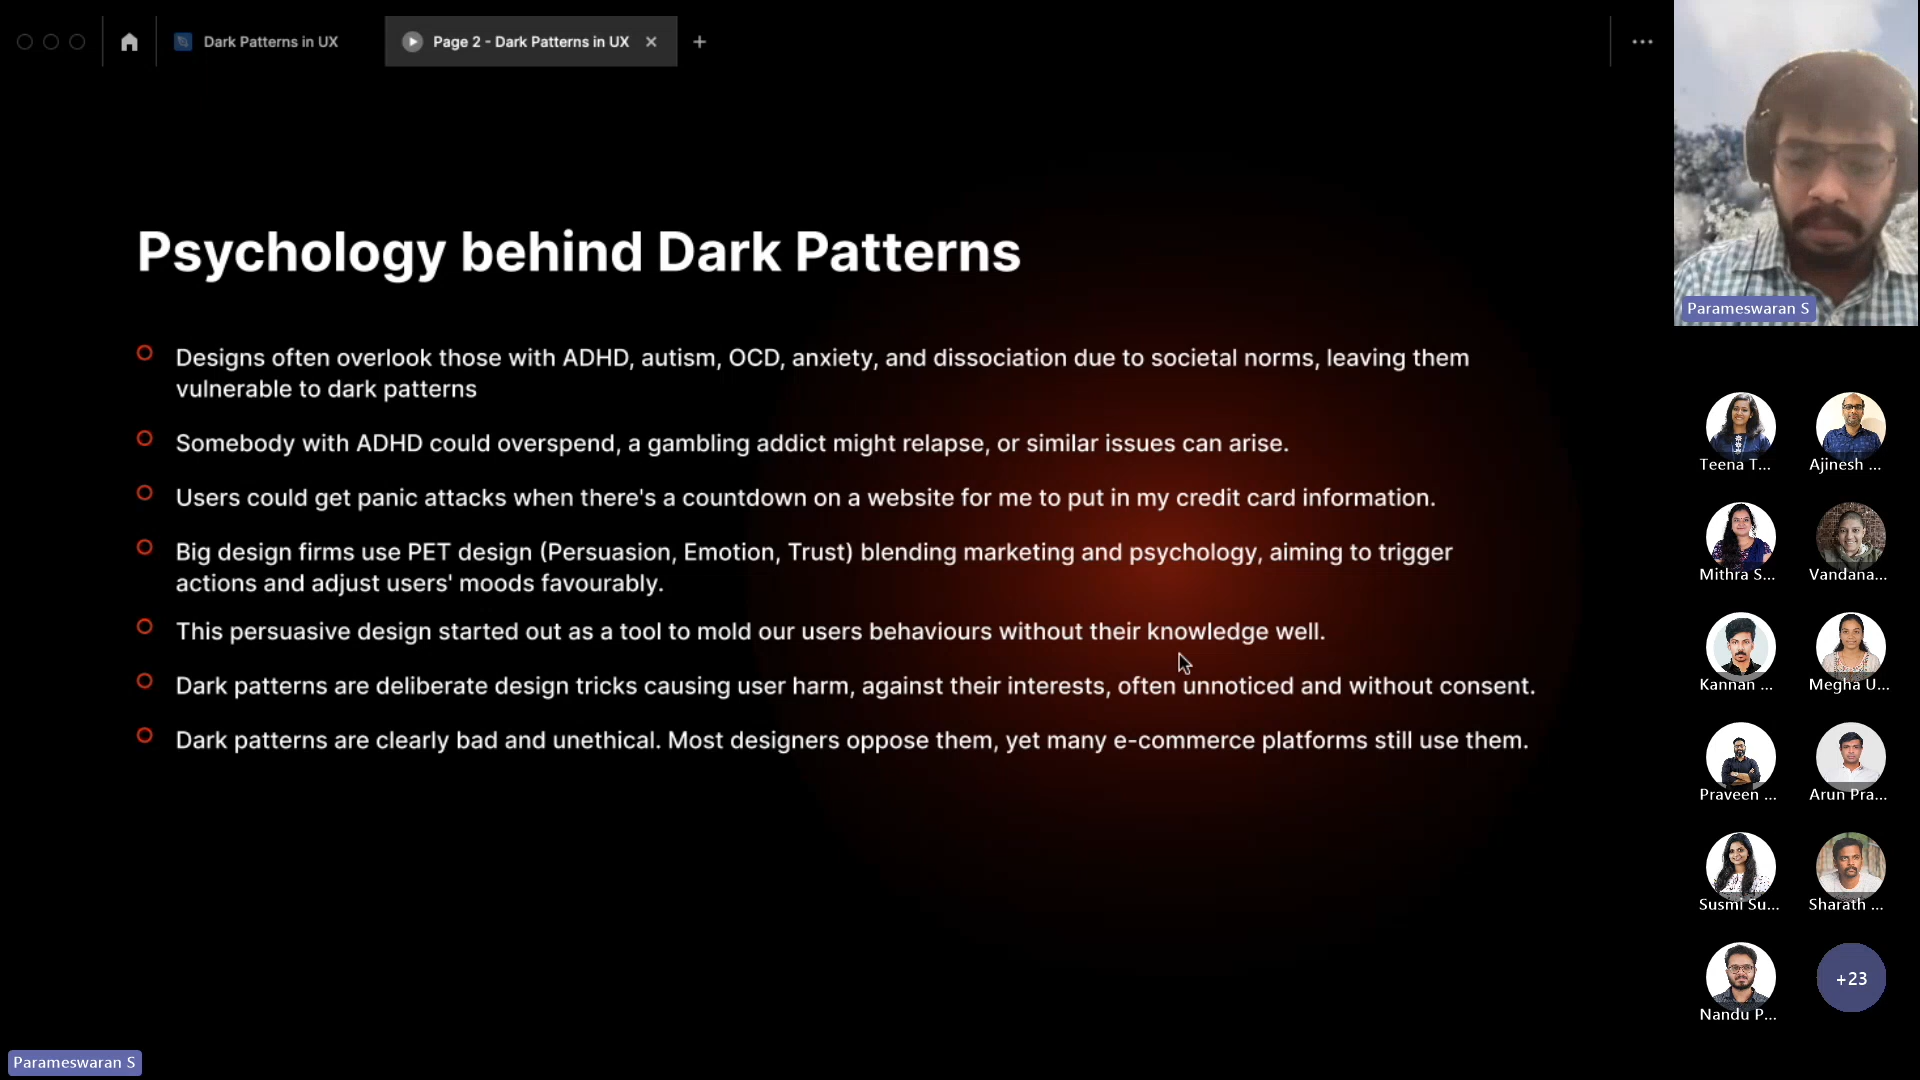 Dark Patterns in UX
Page 2 - Dark Patterns in UX
Psychology behind Dark Patterns
Designs often overlook those with ADHD, autism, OCD, anxiety, and dissociation due to societal norms, leaving them
vulnerable to dark patterns
Somebody with ADHD could overspend, a gambling addict might relapse, or similar issues can arise.
Users could get panic attacks when there's a countdown on a website for me to put in my credit card information.
Big design firms use PET design (Persuasion, Emotion, Trust) blending marketing and psychology, aiming to trigger
actions and adjust users' moods favourably.
This persuasive design started out as a tool to mold our users behaviours without their knowledge well.
Dark patterns are deliberate design tricks causing user harm, against their interests, often unnoticed and without consent.
Dark patterns are clearly bad and unethical. Most designers oppose them, yet many e-commerce platforms still use them.
Parameswaran S
Teena T...
Ajinesh ...
Mithra S...
Vandana...
Kannan ...
Megha U...
Praveen ...
Arun Pra...
Susmi Su...
Sharath ...
Nandu P...
+23
Parameswaran S